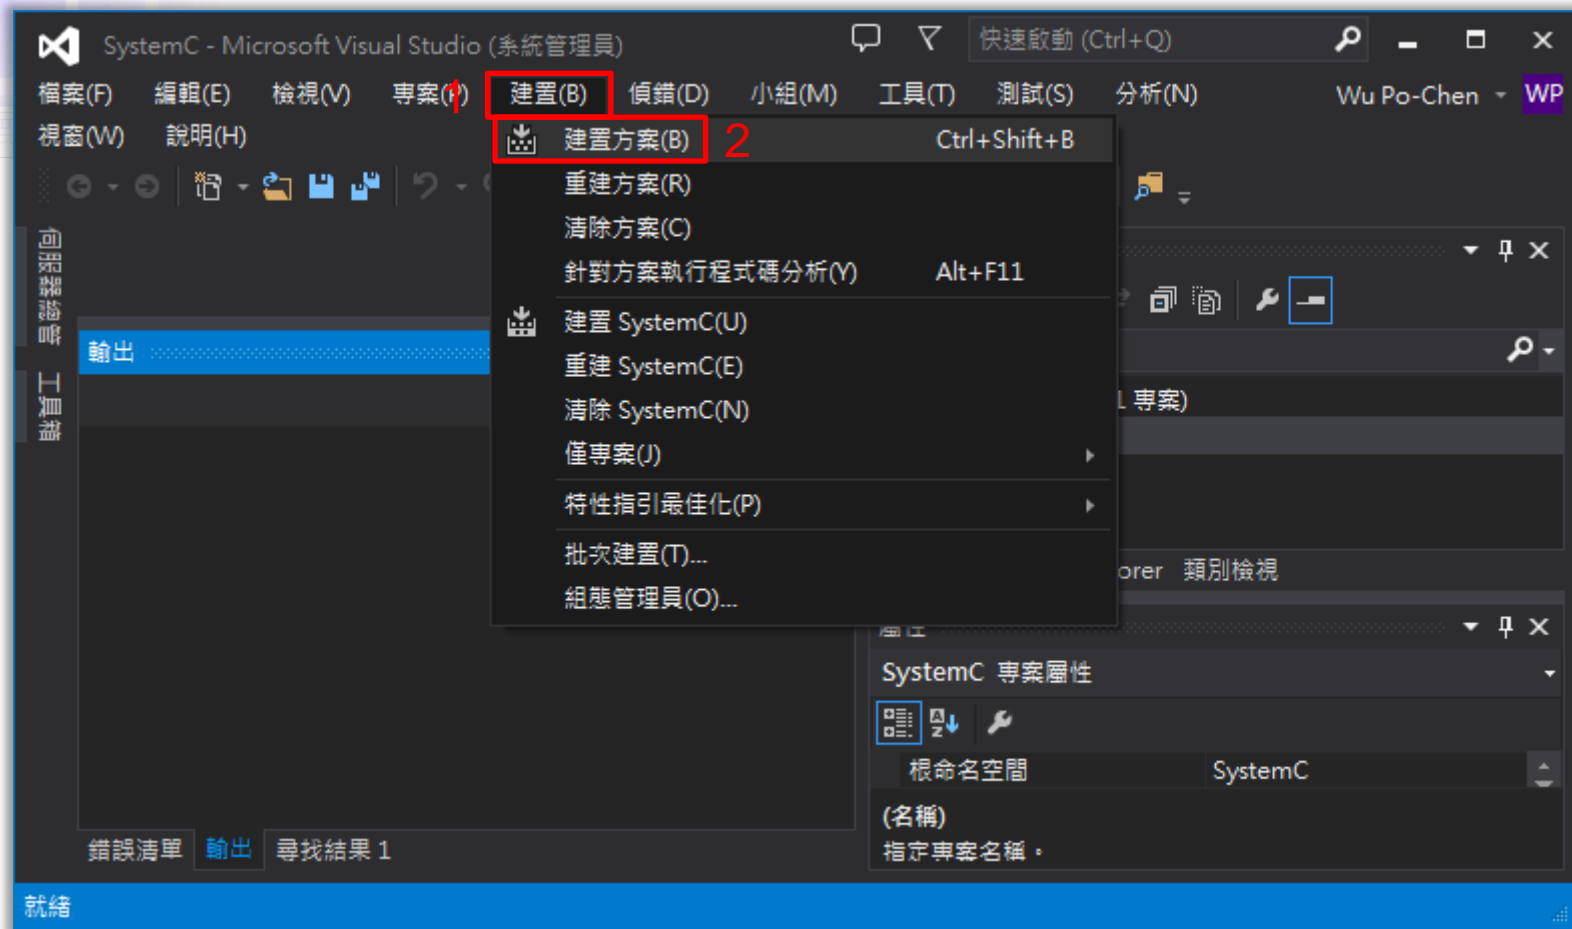 SystemC - Microsoft Visual Studio (系統管理員)
快速啟動 (Ctrl+Q)
檔案(F) 編輯(E) 檢視(V) 專案(P) 1 建置(B) 偵錯(D) 小組(M) 工具(T) 測試(S) 分析(N) Wu Po-Chen WP
視窗(W) 說明(H)
建置方案(B) 2 Ctrl+Shift+B
重建方案(R)
清除方案(C)
針對方案執行程式碼分析(Y) Alt+F11
建置 SystemC(U)
重建 SystemC(E)
清除 SystemC(N)
僅專案(J)
特性指引最佳化(P)
批次建置(T)...
組態管理員(O)...
伺服器總管
工具箱
輸出
專案)
orer 類別檢視
屬性
SystemC 專案屬性
根命名空間 SystemC
(名稱)
指定專案名稱。
錯誤清單 輸出 尋找結果 1
就緒